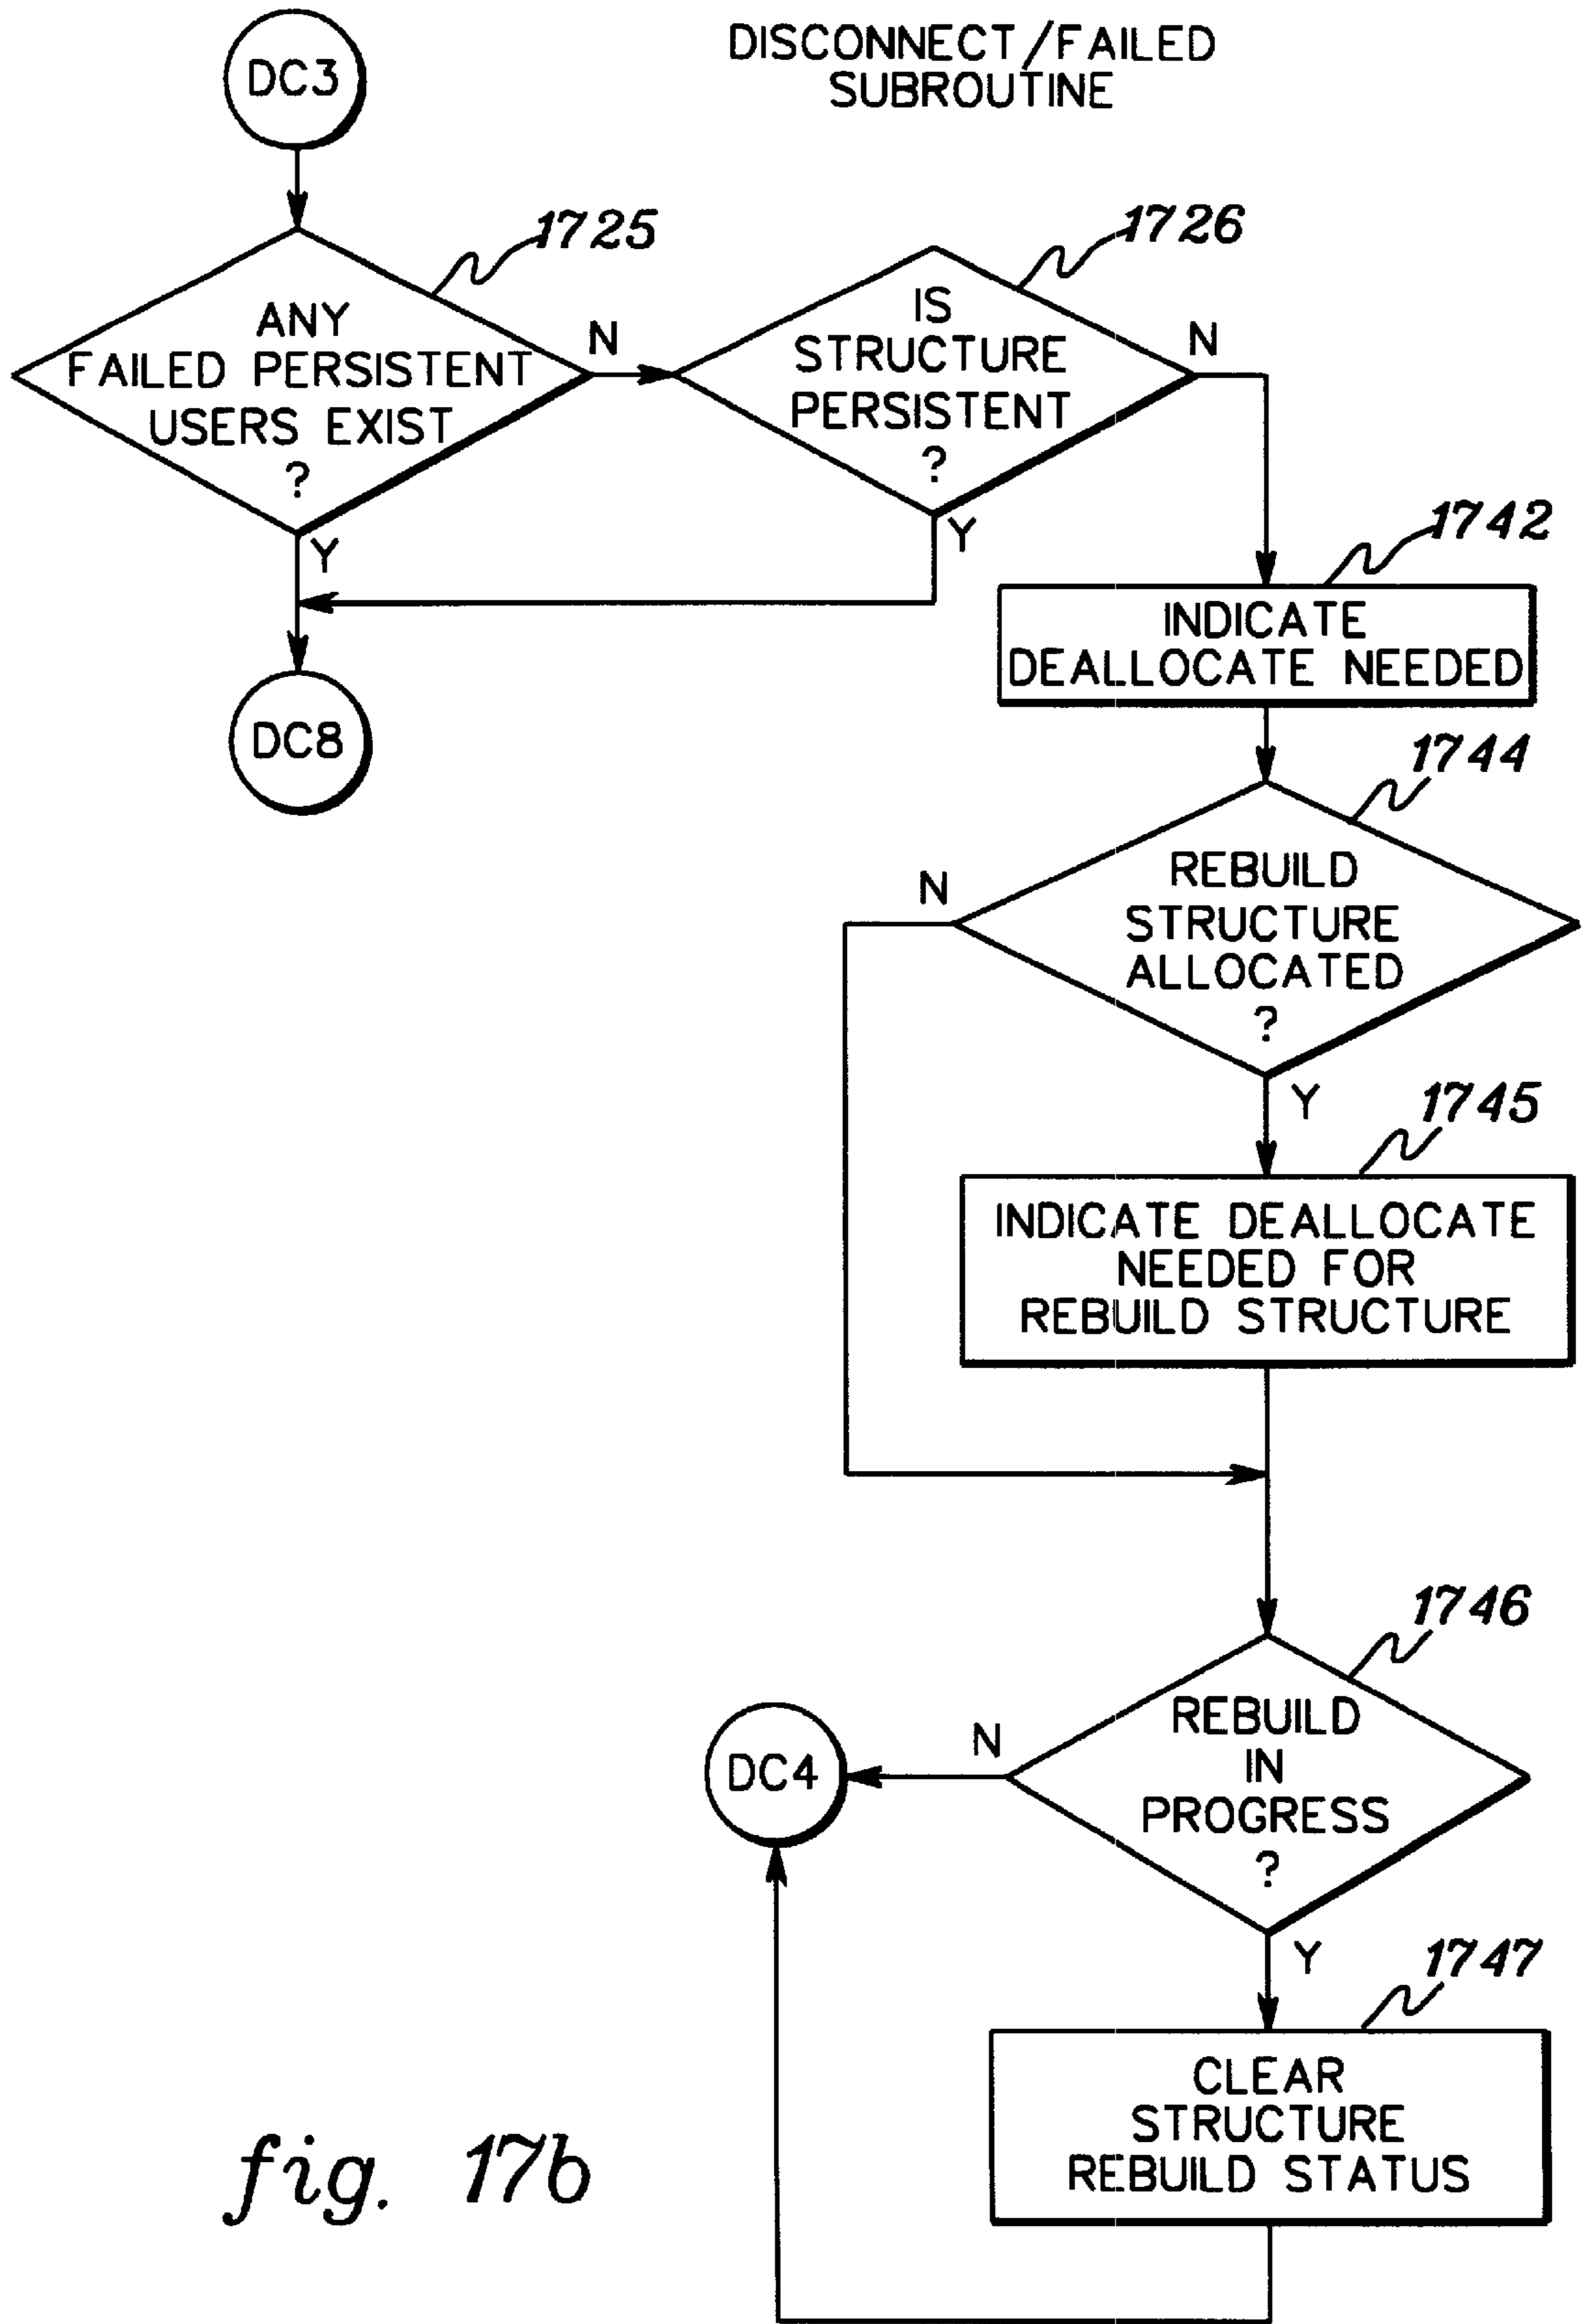 DISCONNECT/FAILED
SUBROUTINE
DC3
1725
ANY
FAILED PERSISTENT
USERS EXIST
?
N
Y
1726
IS
STRUCTURE
PERSISTENT
?
N
Y
DC8
1742
INDICATE
DEALLOCATE NEEDED
1744
REBUILD
STRUCTURE
ALLOCATED
?
N
Y
1745
INDICATE DEALLOCATE
NEEDED FOR
REBUILD STRUCTURE
1746
REBUILD
IN
PROGRESS
?
N
Y
DC4
1747
CLEAR
STRUCTURE
REBUILD STATUS
fig. 17b